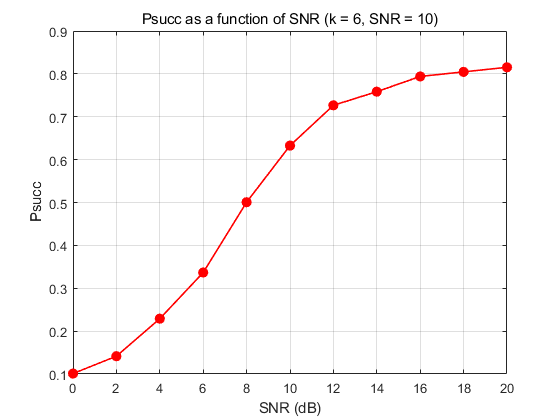 Psucc as a function of SNR (k = 6, SNR = 10)
0.9
0.8
0.7
0.6
0.5
0.4
0.3
0.2
0.1
Psucc
0 2 4 6 8 10 12 14 16 18 20
SNR (dB)